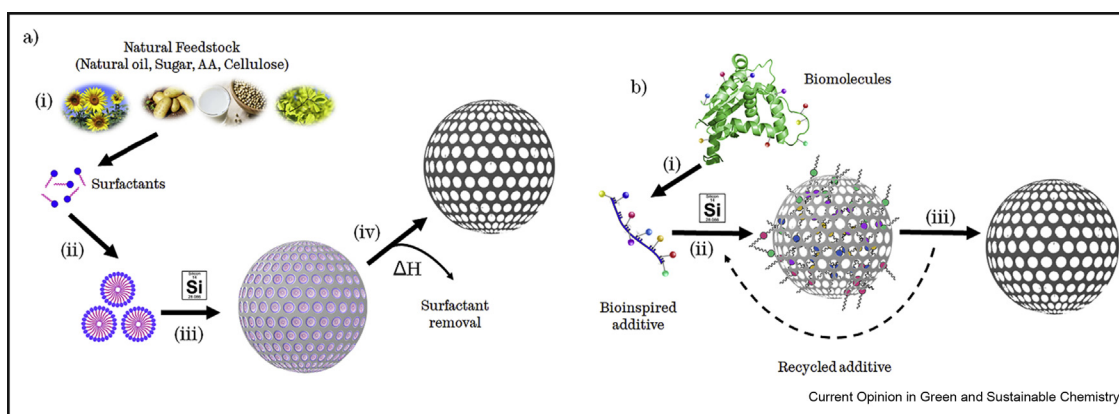 a)
Natural Feedstock
(Natural oil, Sugar, AA, Cellulose)
(i)
Surfactants
(ii)
Si
(iii)
(iv)
ΔH
Surfactant
removal
b)
Biomolecules
(i)
Bioinspired
additive
Si
(ii)
(iii)
Recycled additive
Current Opinion in Green and Sustainable Chemistry